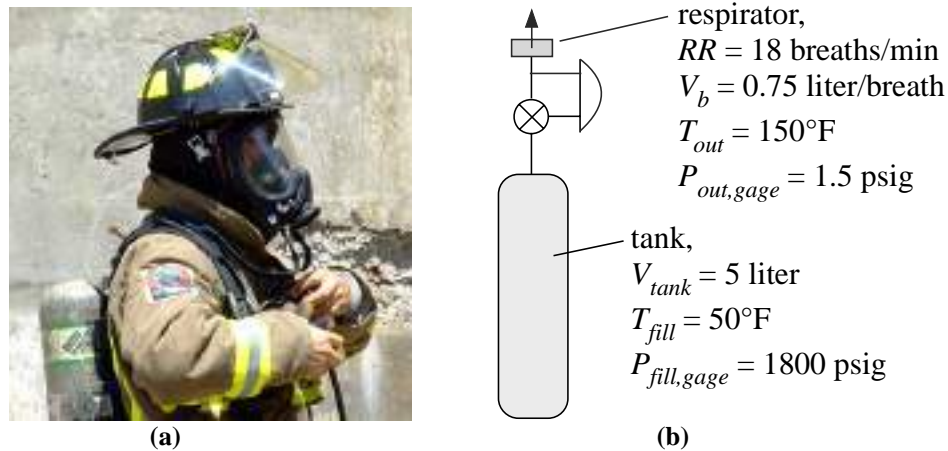 respirator,
RR = 18 breaths/min
V_b = 0.75 liter/breath
T_out = 150°F
P_out,gage = 1.5 psig
tank,
V_tank = 5 liter
T_fill = 50°F
P_fill,gage = 1800 psig
(a)
(b)